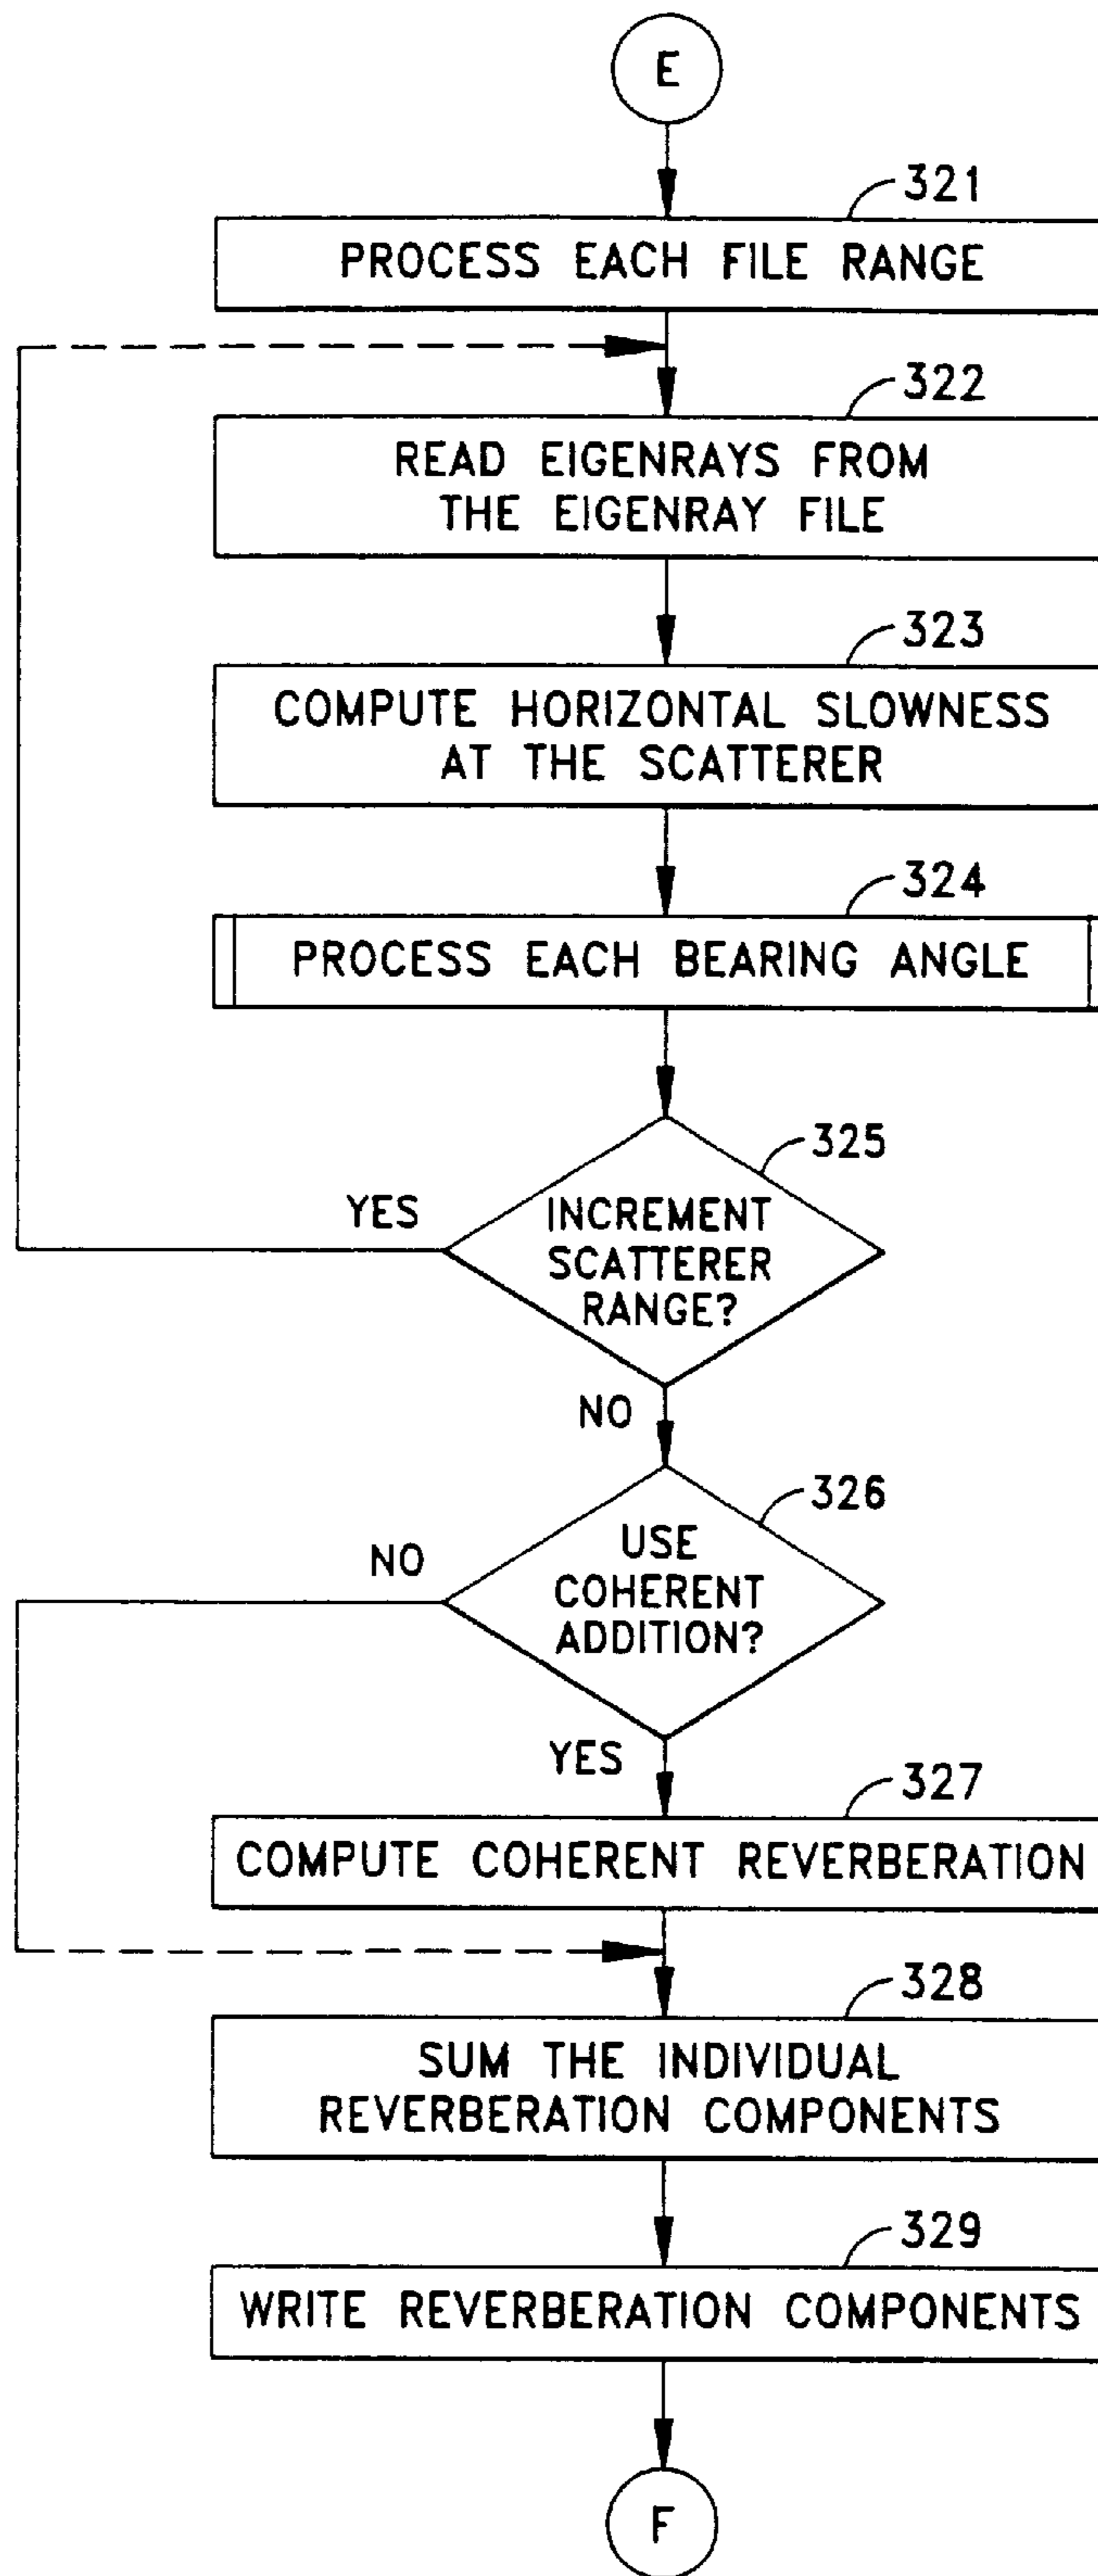 E
321
PROCESS EACH FILE RANGE
322
READ EIGENRAYS FROM
THE EIGENRAY FILE
323
COMPUTE HORIZONTAL SLOWNESS
AT THE SCATTERER
324
PROCESS EACH BEARING ANGLE
325
YES
INCREMENT
SCATTERER
RANGE?
NO
326
NO
USE
COHERENT
ADDITION?
YES
327
COMPUTE COHERENT REVERBERATION
328
SUM THE INDIVIDUAL
REVERBERATION COMPONENTS
329
WRITE REVERBERATION COMPONENTS
F